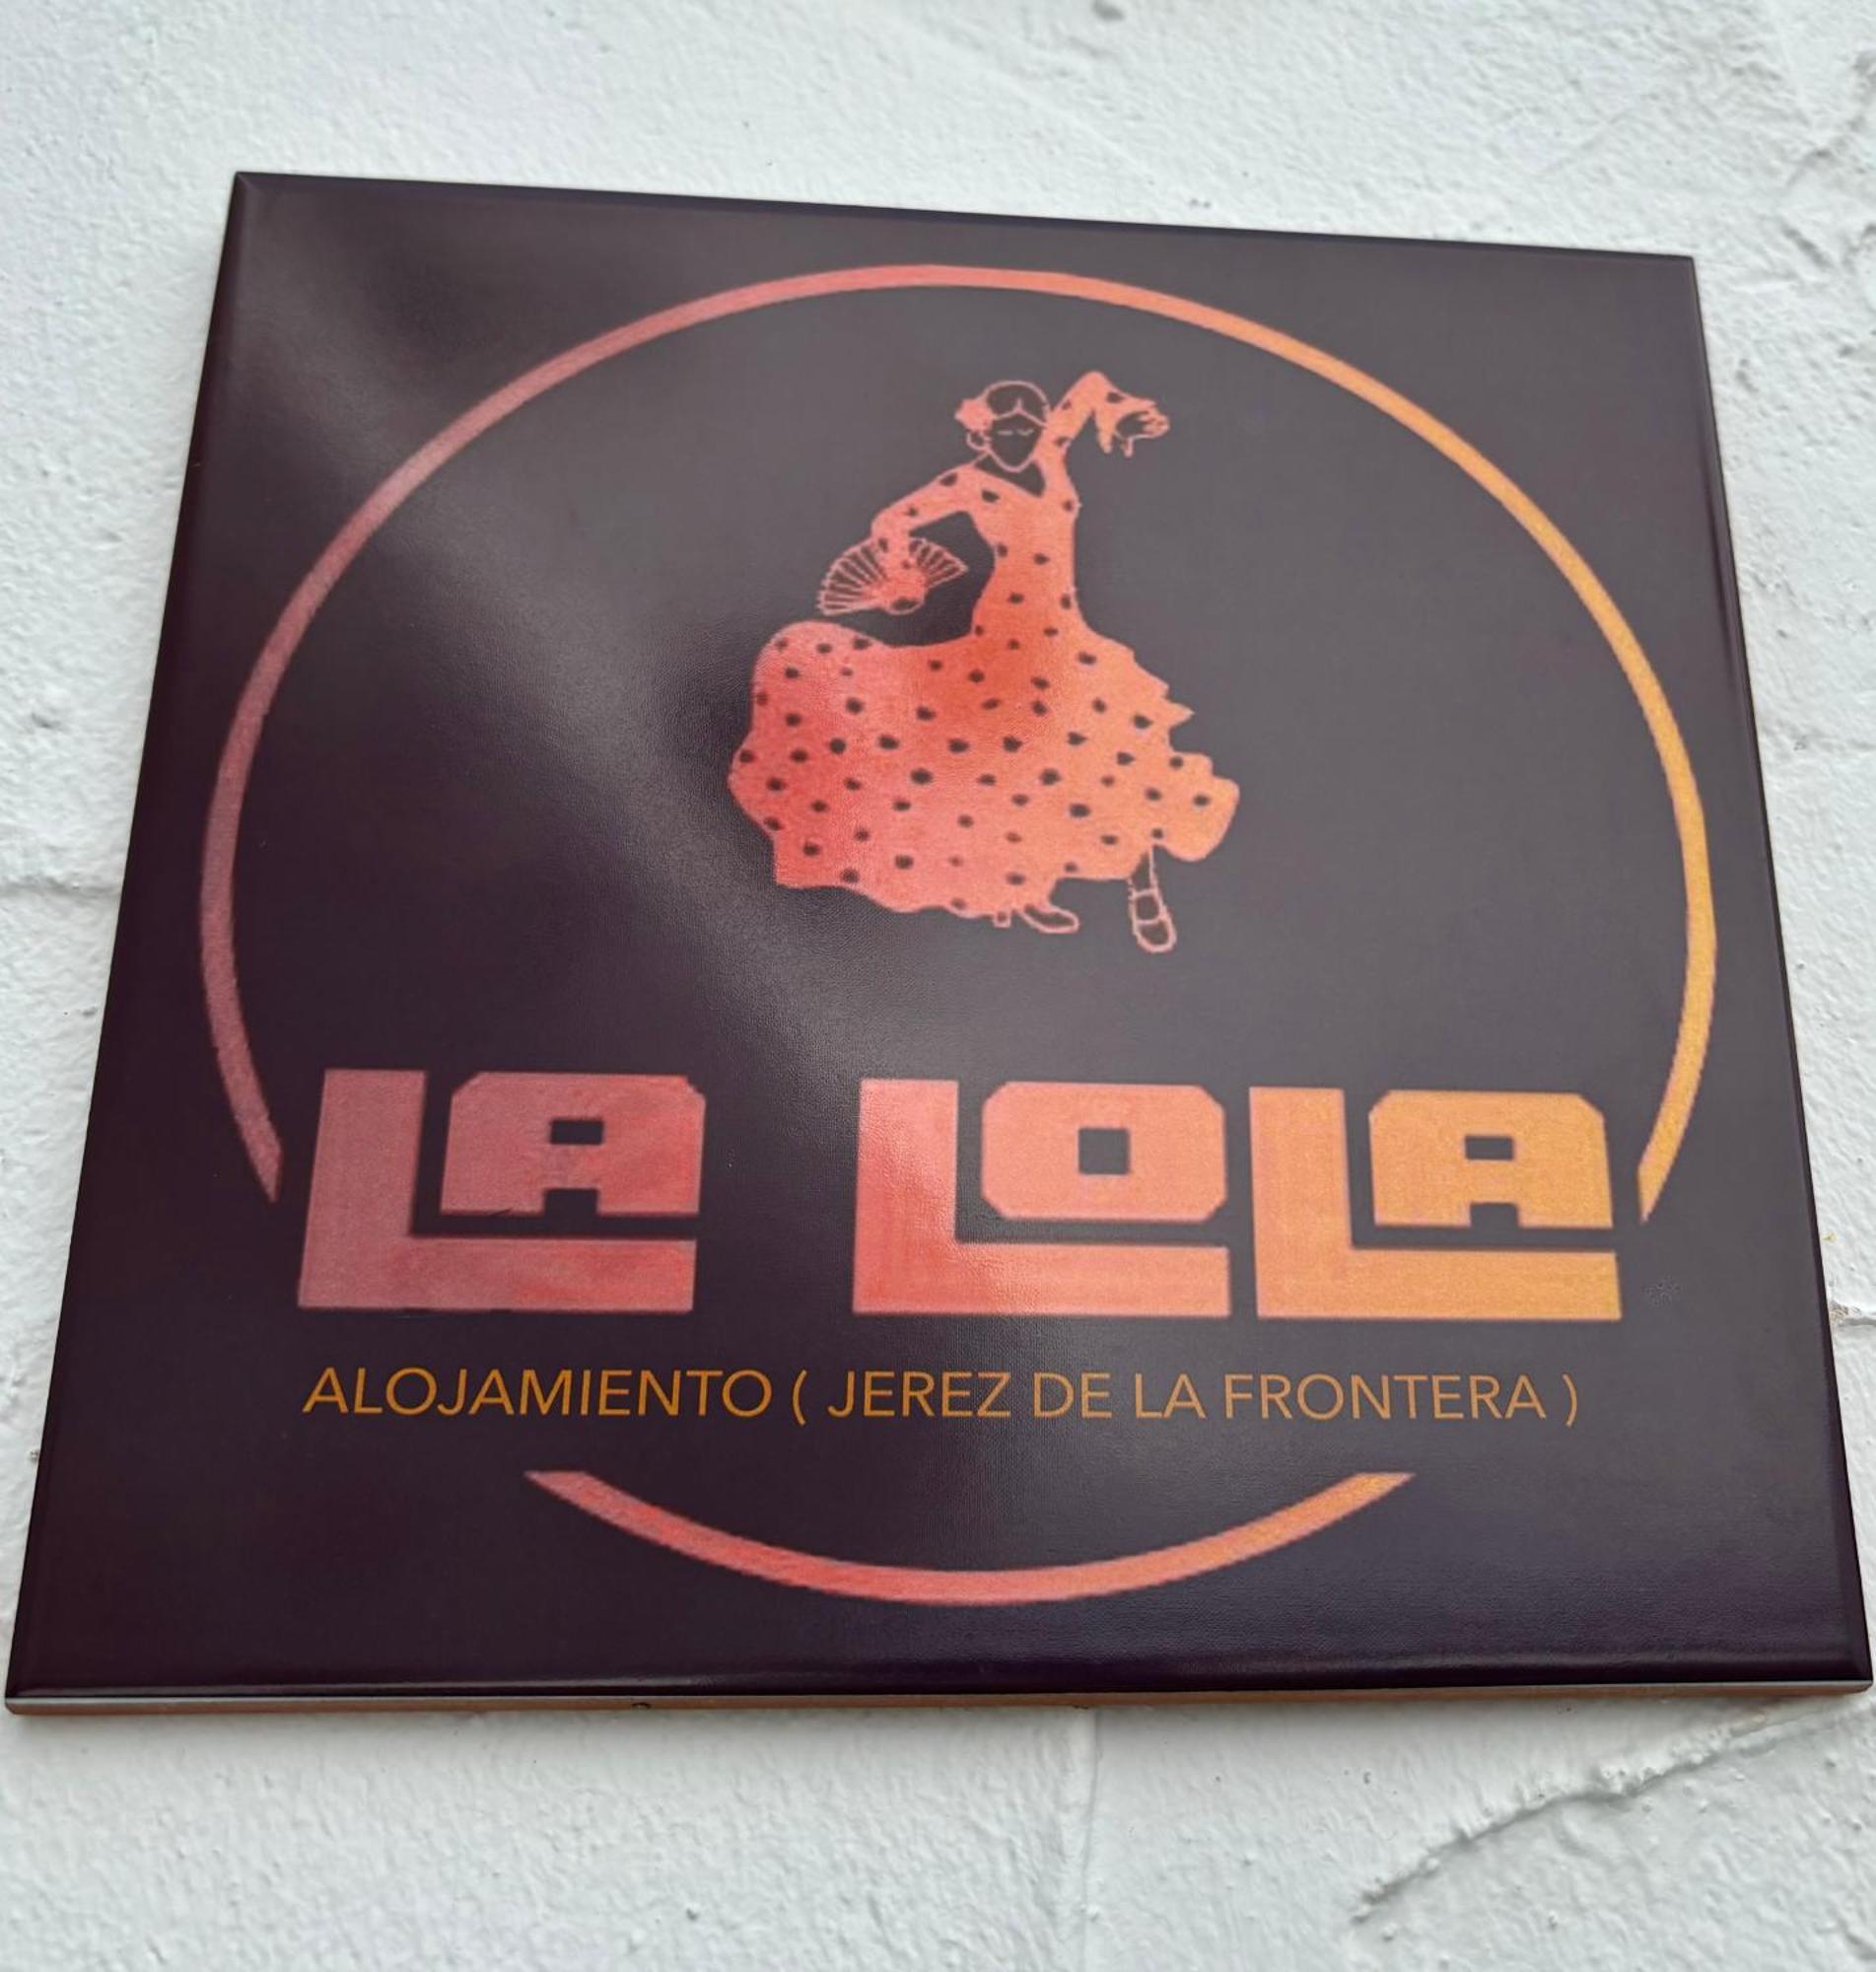 LA LOLA
ALOJAMIENTO ( JEREZ DE LA FRONTERA )